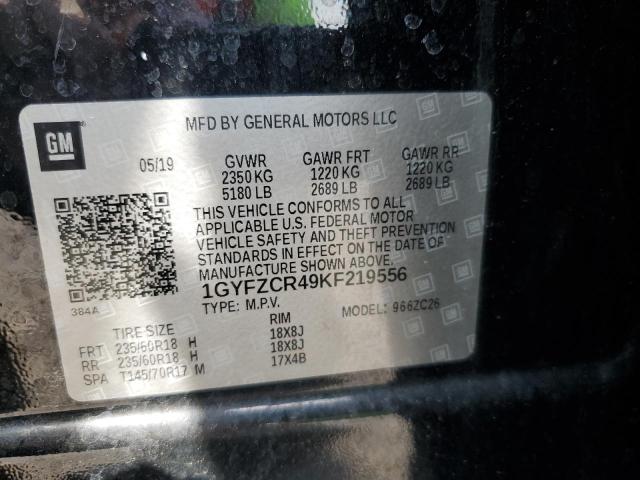 GM
MFD BY GENERAL MOTORS LLC
05/19 GVWR GAWR FRT GAWR RR
2350 KG 1220 KG 1220 KG
5180 LB 2689 LB 2689 LB
THIS VEHICLE CONFORMS TO ALL
APPLICABLE U.S. FEDERAL MOTOR
VEHICLE SAFETY AND THEFT PREVENTION
STANDARDS IN EFFECT ON THE DATE OF
MANUFACTURE SHOWN ABOVE.
1GYFZCR49KF219556
384A TYPE: M.P.V. MODEL: 966ZC26
TIRE SIZE RIM
FRT 235/60R18 H 18X8J
RR 235/60R18 H 18X8J
SPA T145/70R17 M 17X4B